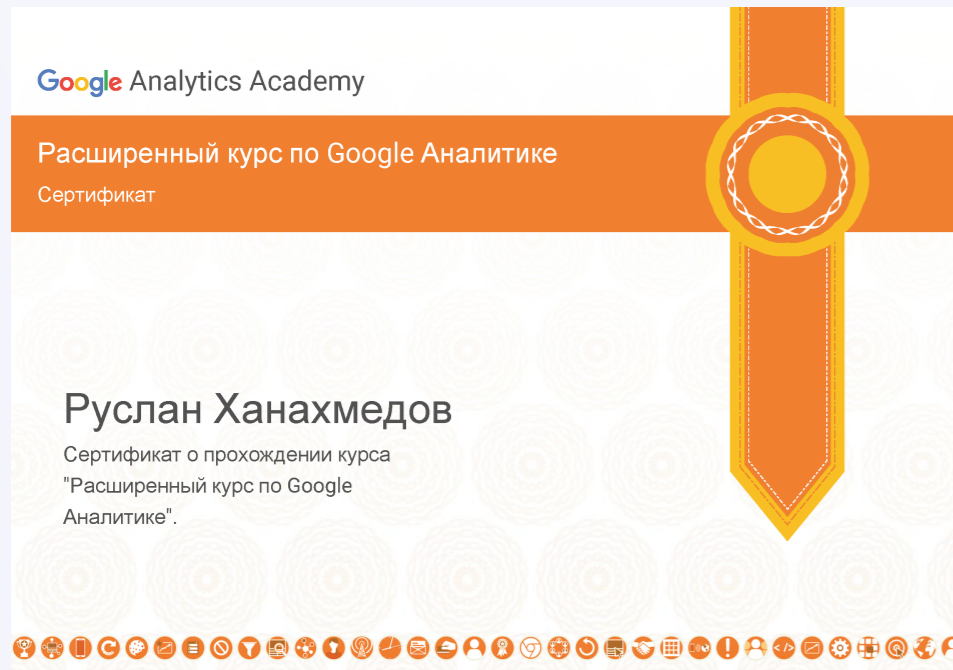 Google Analytics Academy
Расширенный курс по Google Аналитике
Сертификат
Руслан Ханахмедов
Сертификат о прохождении курса
"Расширенный курс по Google
Аналитике".